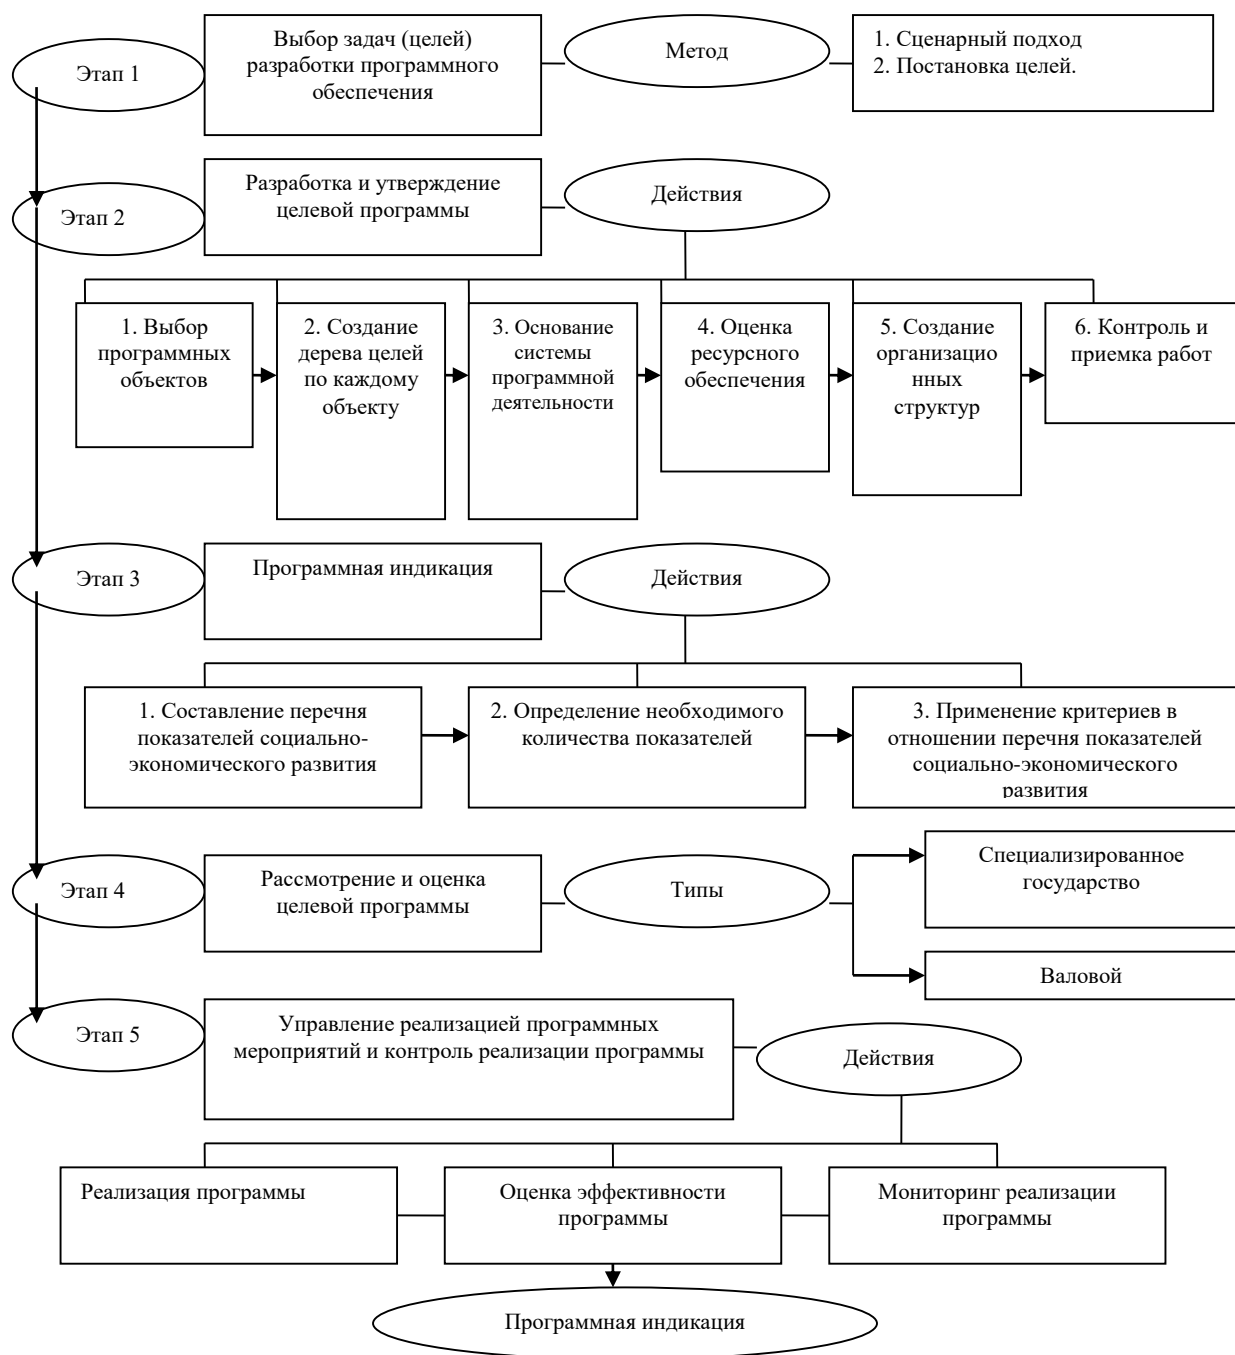 Этап 1
Выбор задач (целей)
разработки программного
обеспечения
Метод
1. Сценарный подход
2. Постановка целей.
Этап 2
Разработка и утверждение
целевой программы
Действия
1. Выбор
программных
объектов
2. Создание
дерева целей
по каждому
объекту
3. Основание
системы
программной
деятельности
4. Оценка
ресурсного
обеспечения
5. Создание
организацио
нных
структур
6. Контроль и
приемка работ
Этап 3
Программная индикация
Действия
1. Составление перечня
показателей социально-
экономического развития
2. Определение необходимого
количества показателей
3. Применение критериев в
отношении перечня показателей
социально-экономического
развития
Этап 4
Рассмотрение и оценка
целевой программы
Типы
Специализированное
государство
Валовой
Этап 5
Управление реализацией программных
мероприятий и контроль реализации программы
Действия
Реализация программы
Оценка эффективности
программы
Мониторинг реализации
программы
Программная индикация